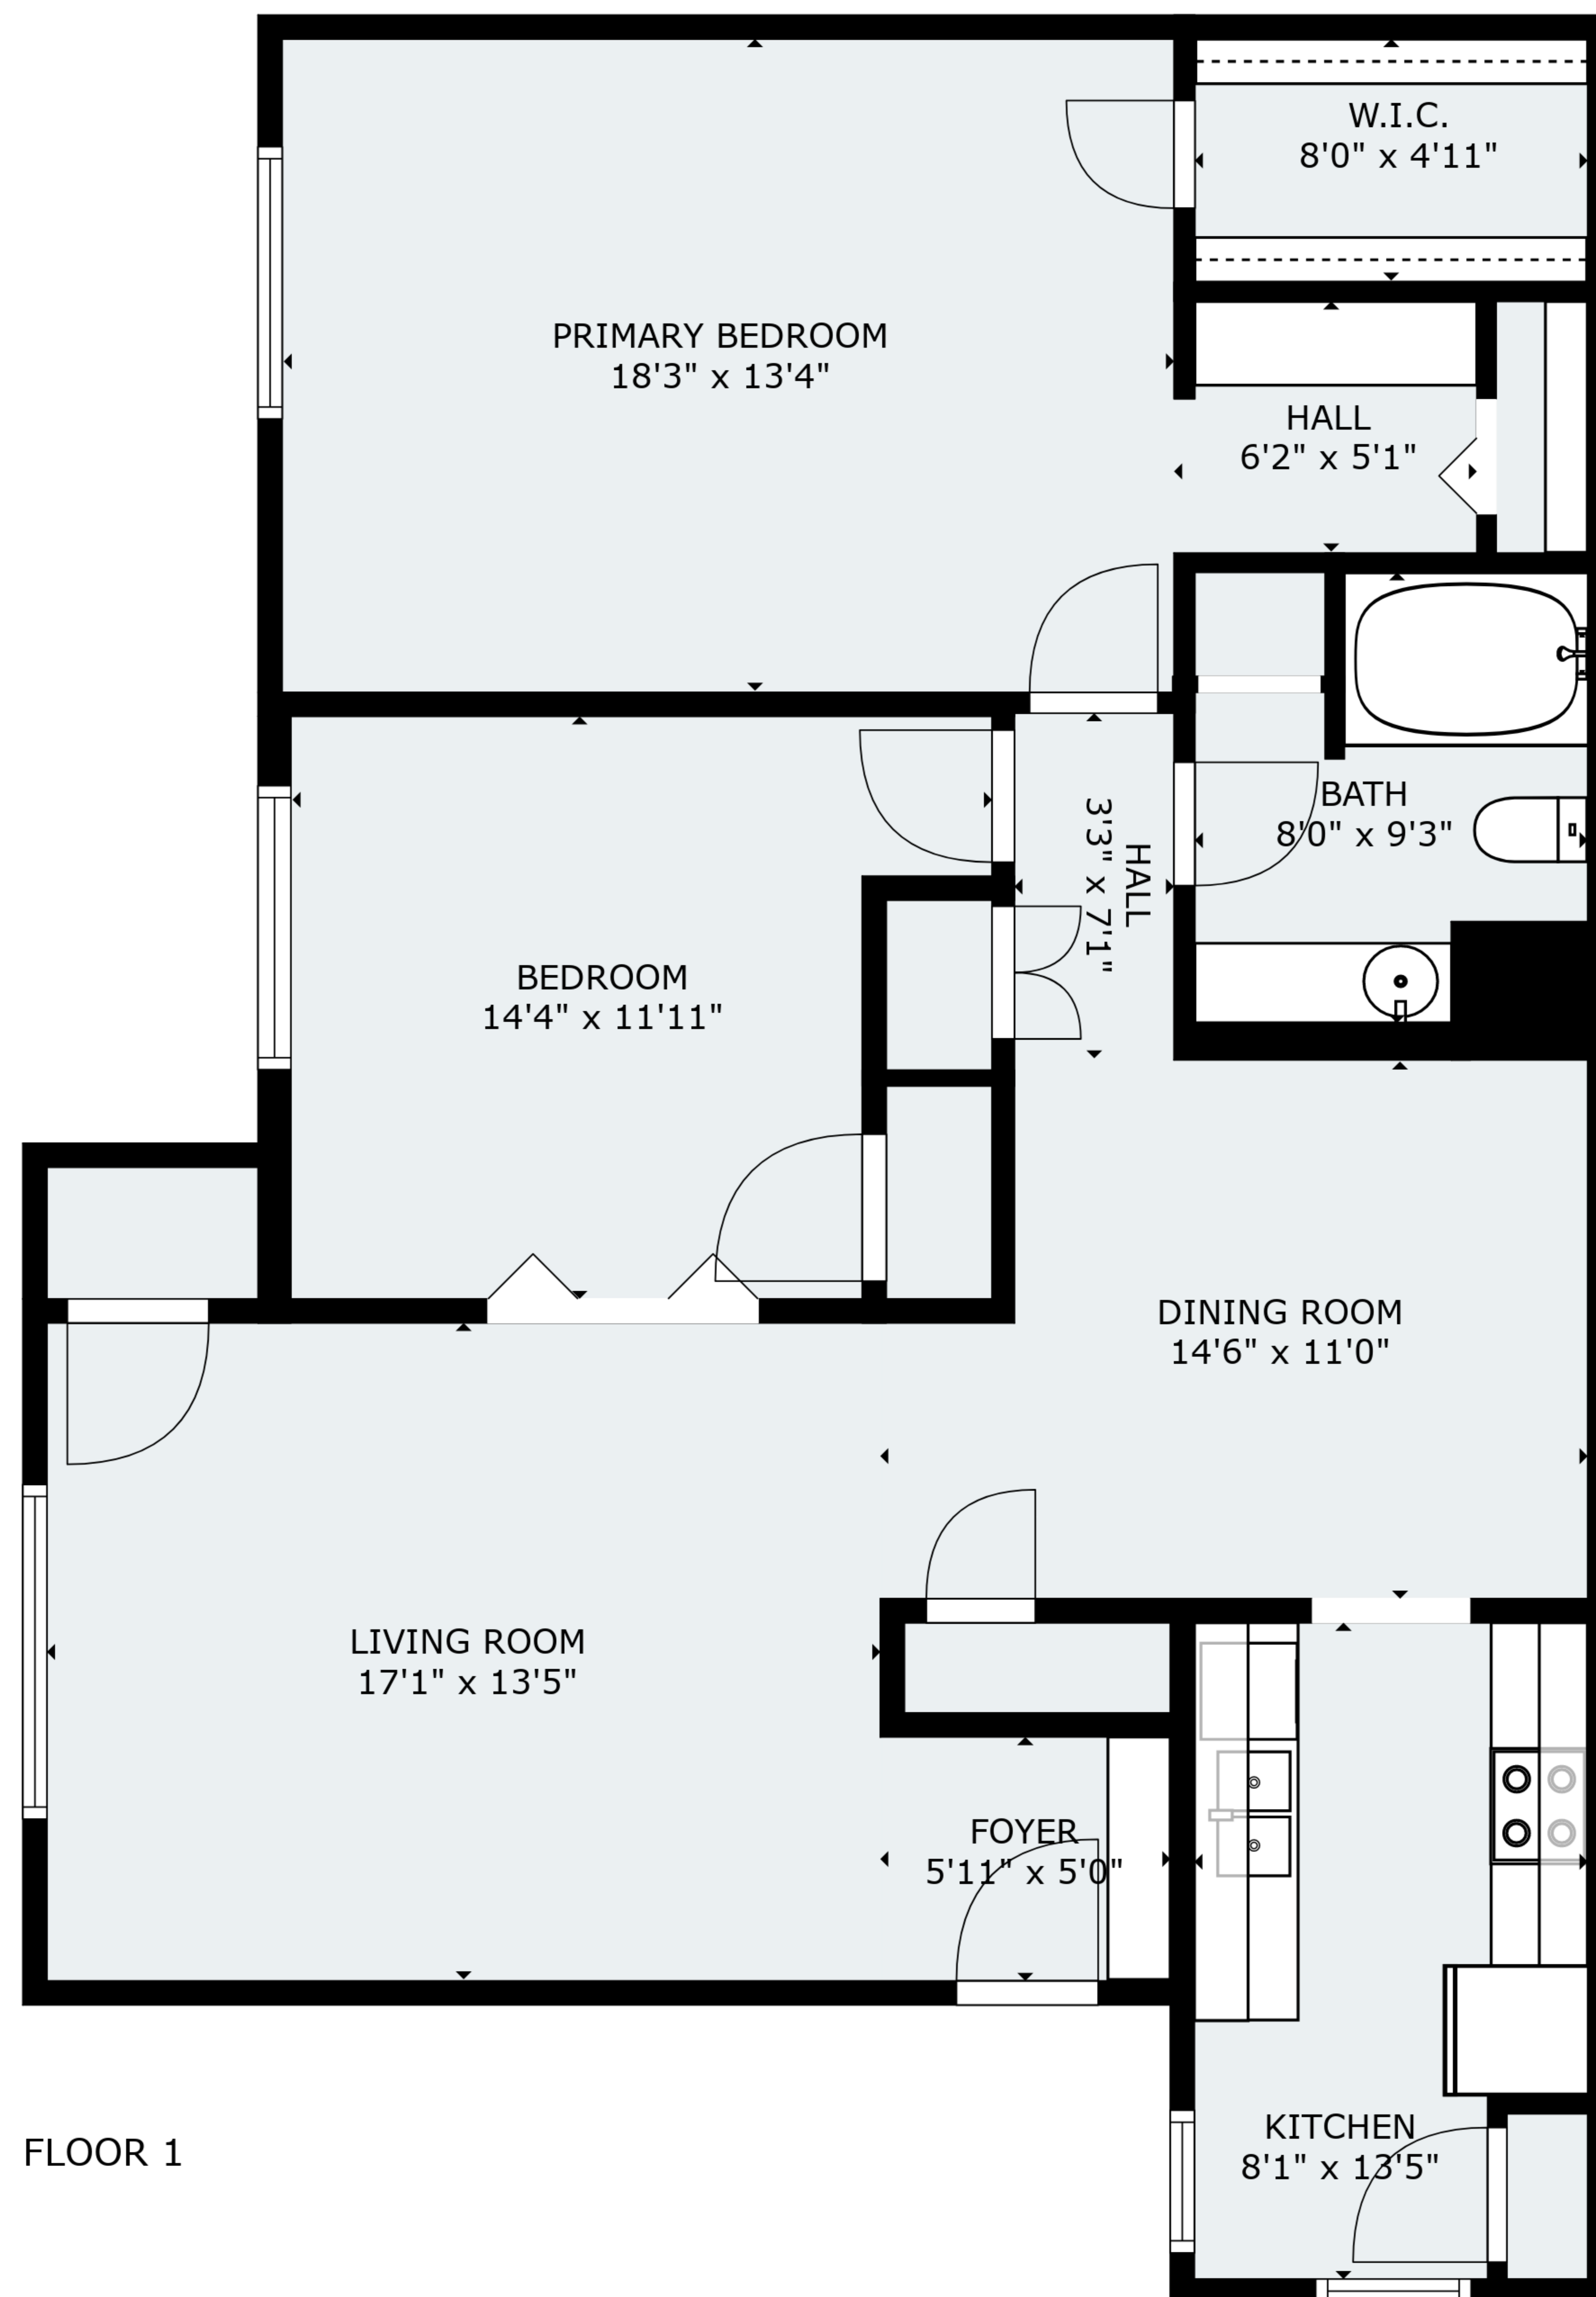 W.I.C.
8'0" x 4'11"
PRIMARY BEDROOM
18'3" x 13'4"
HALL
6'2" x 5'1"
BATH
8'0" x 9'3"
HALL
3'3" x 7'1"
BEDROOM
14'4" x 11'11"
DINING ROOM
14'6" x 11'0"
LIVING ROOM
17'1" x 13'5"
FOYER
5'11" x 5'0"
KITCHEN
8'1" x 13'5"
FLOOR 1